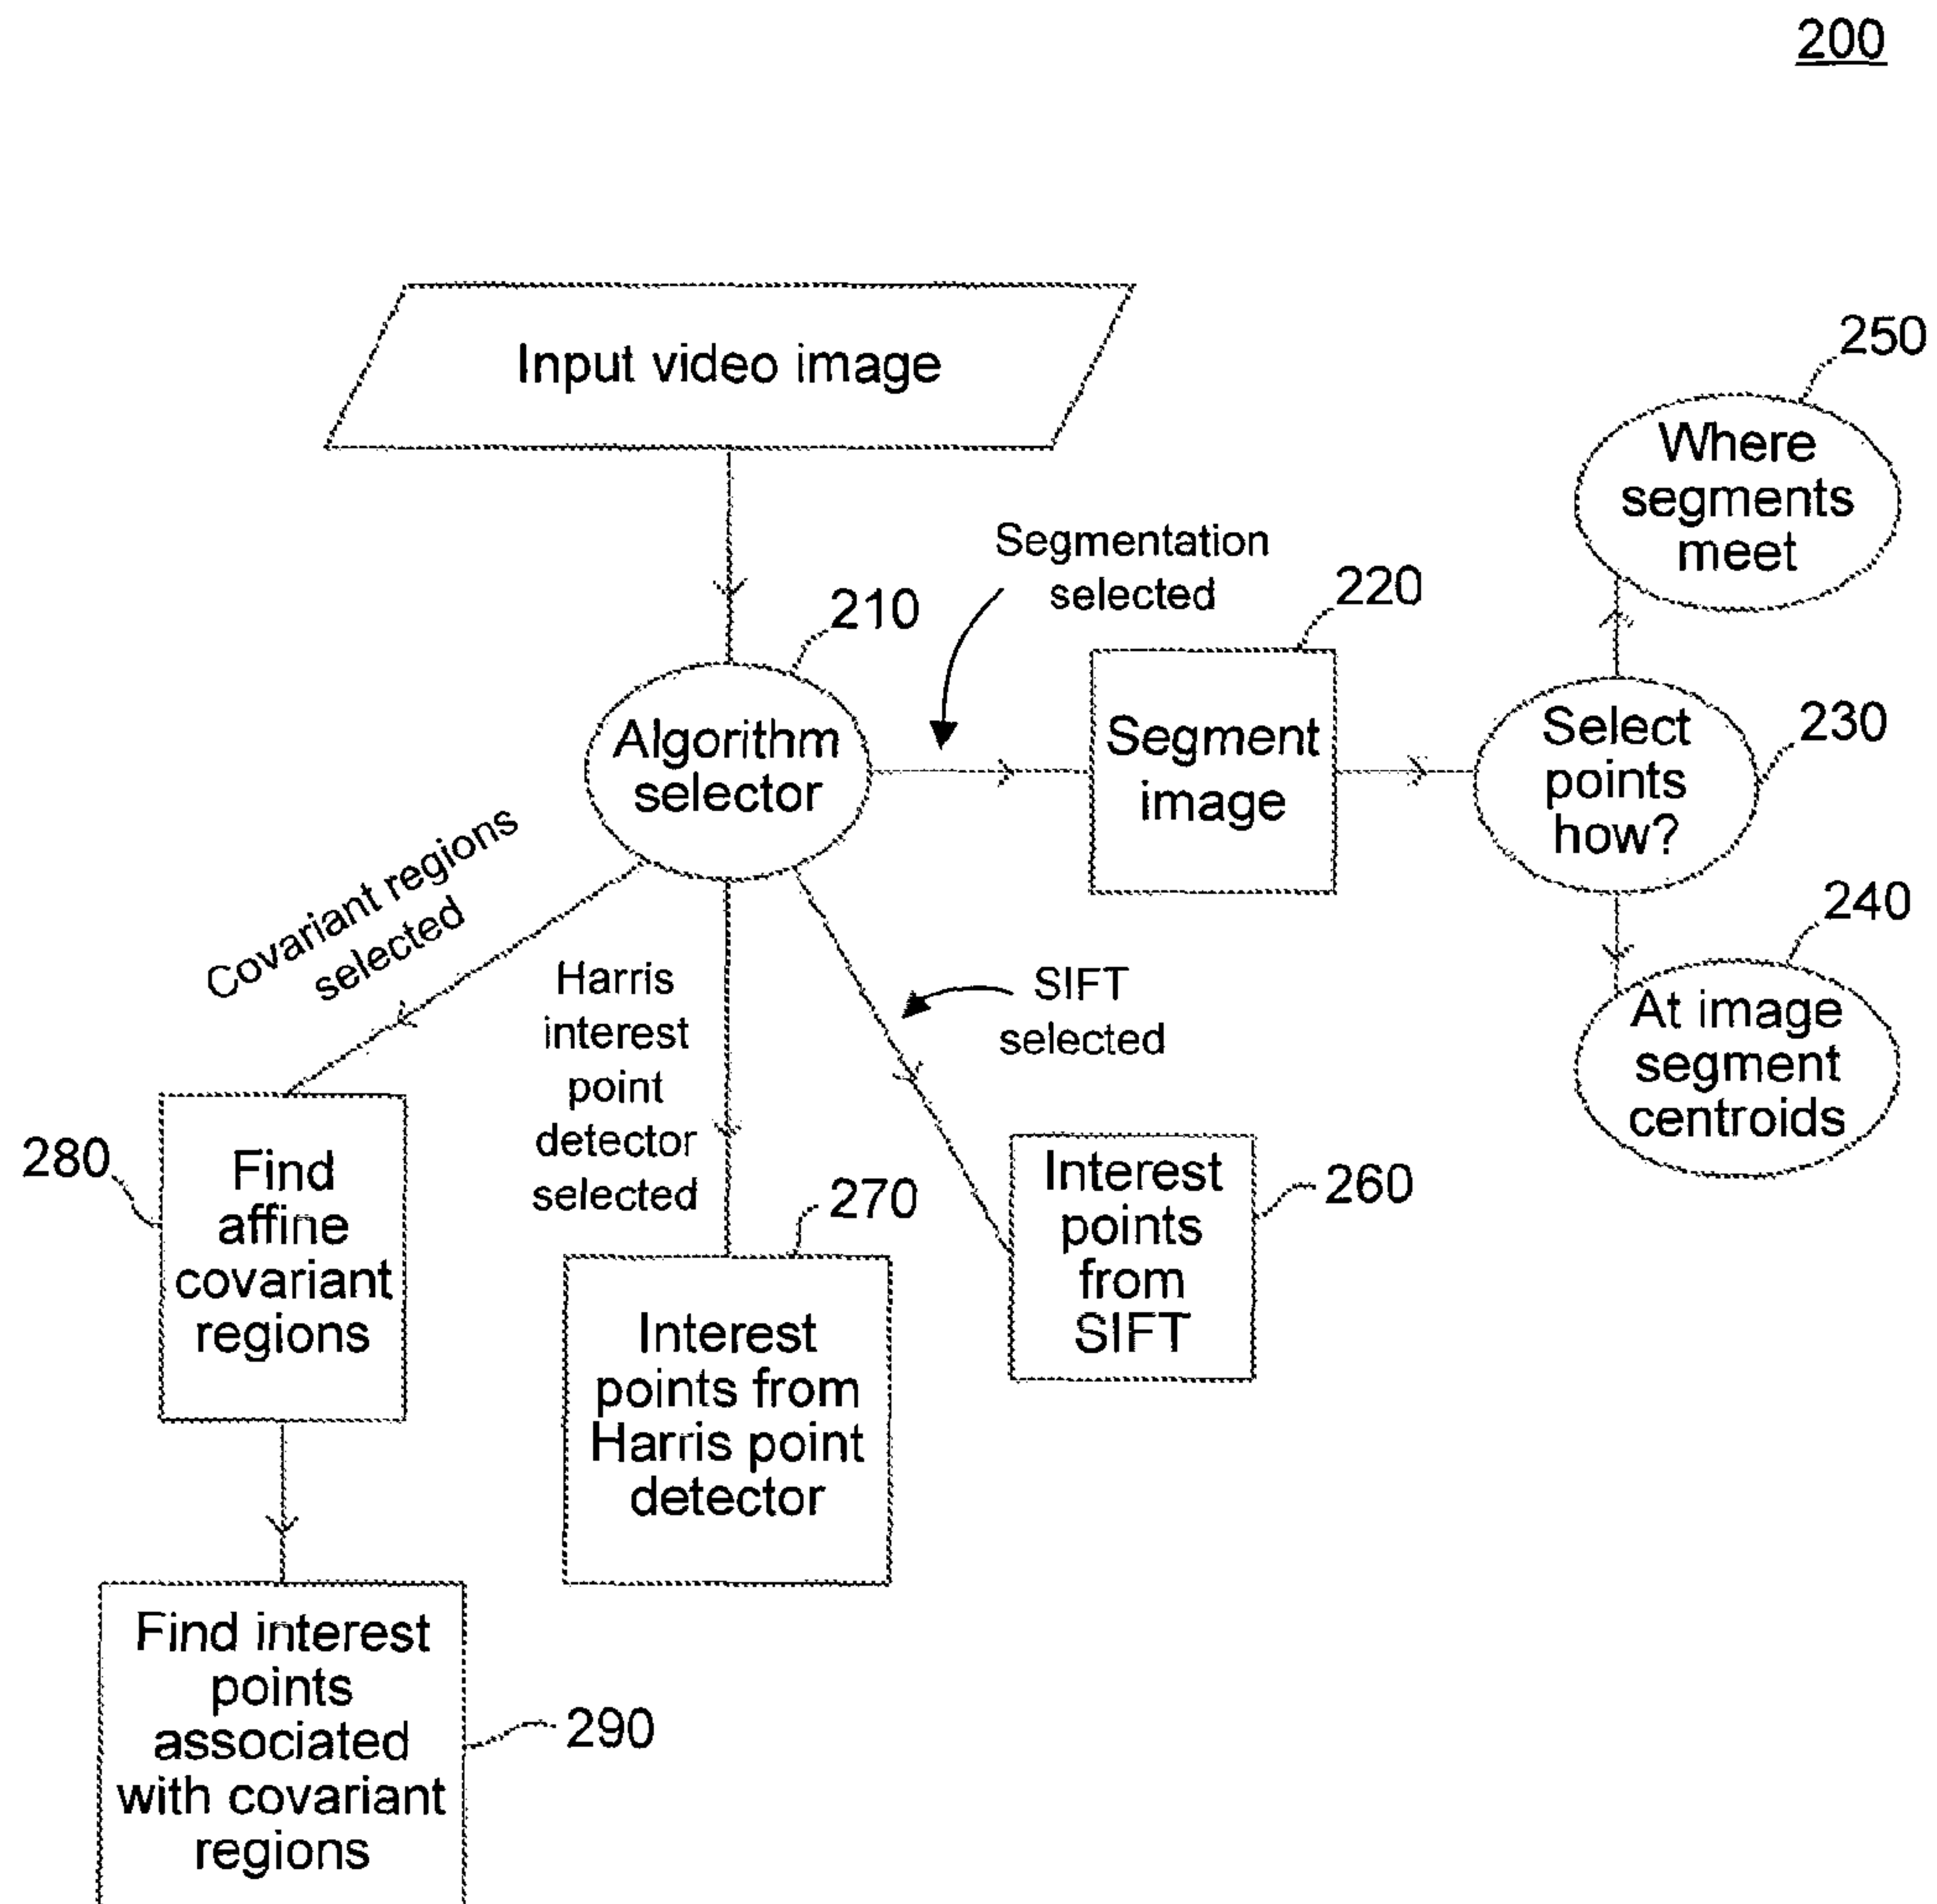 200
Input video image
250
Where
segments
meet
Segmentation
selected
220
210
Algorithm
selector
Segment
image
Select
points
how?
230
240
At image
segment
centroids
Covariant regions
selected
Harris
interest
point
detector
selected
SIFT
selected
280
Find
affine
covariant
regions
270
Interest
points from
Harris point
detector
Interest
points
from
SIFT
260
Find interest
points
associated
with covariant
regions
290